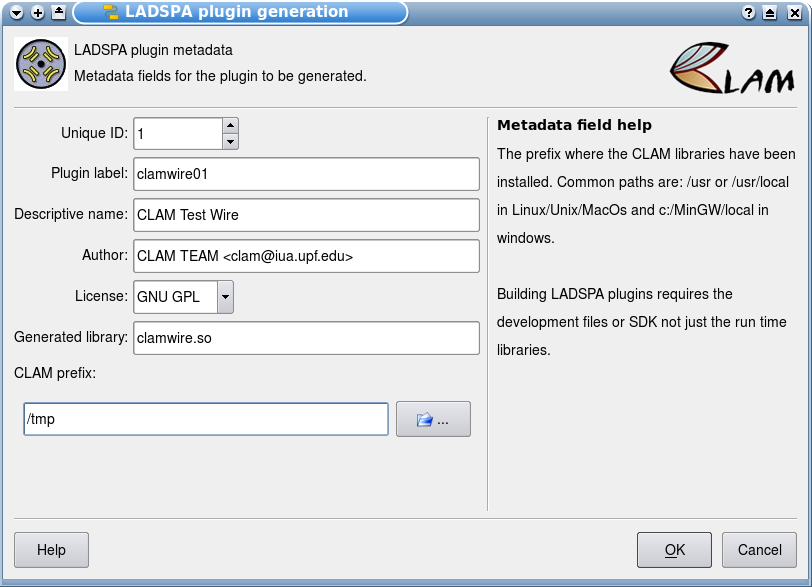 LADSPA plugin generation
LADSPA plugin metadata
Metadata fields for the plugin to be generated.
CLAM
Unique ID: 1
Plugin label: clamwire01
Descriptive name: CLAM Test Wire
Author: CLAM TEAM <clam@iua.upf.edu>
License: GNU GPL
Generated library: clamwire.so
CLAM prefix:
/tmp
...
Metadata field help
The prefix where the CLAM libraries have been
installed. Common paths are: /usr or /usr/local
in Linux/Unix/MacOs and c:/MinGW/local in
windows.
Building LADSPA plugins requires the
development files or SDK not just the run time
libraries.
Help
OK
Cancel